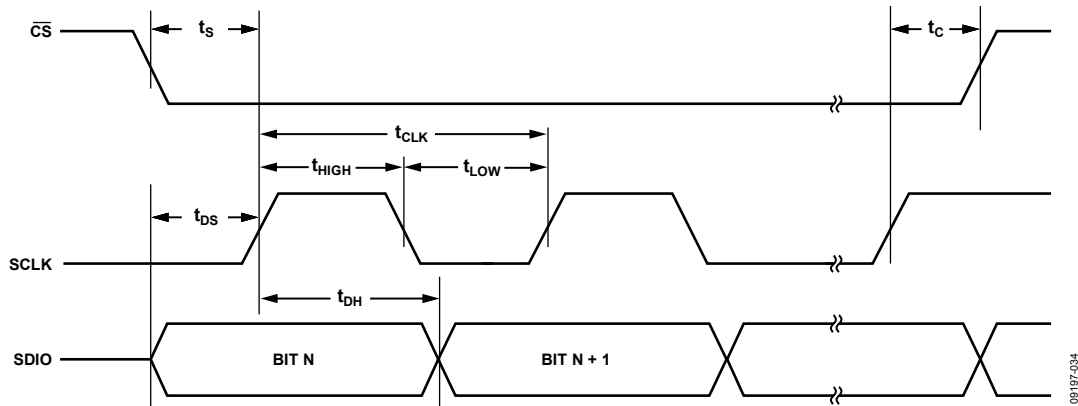 CS
tS
tC
tCLK
tHIGH
tLOW
tDS
SCLK
tDH
SDIO
BIT N
BIT N + 1
09197-034